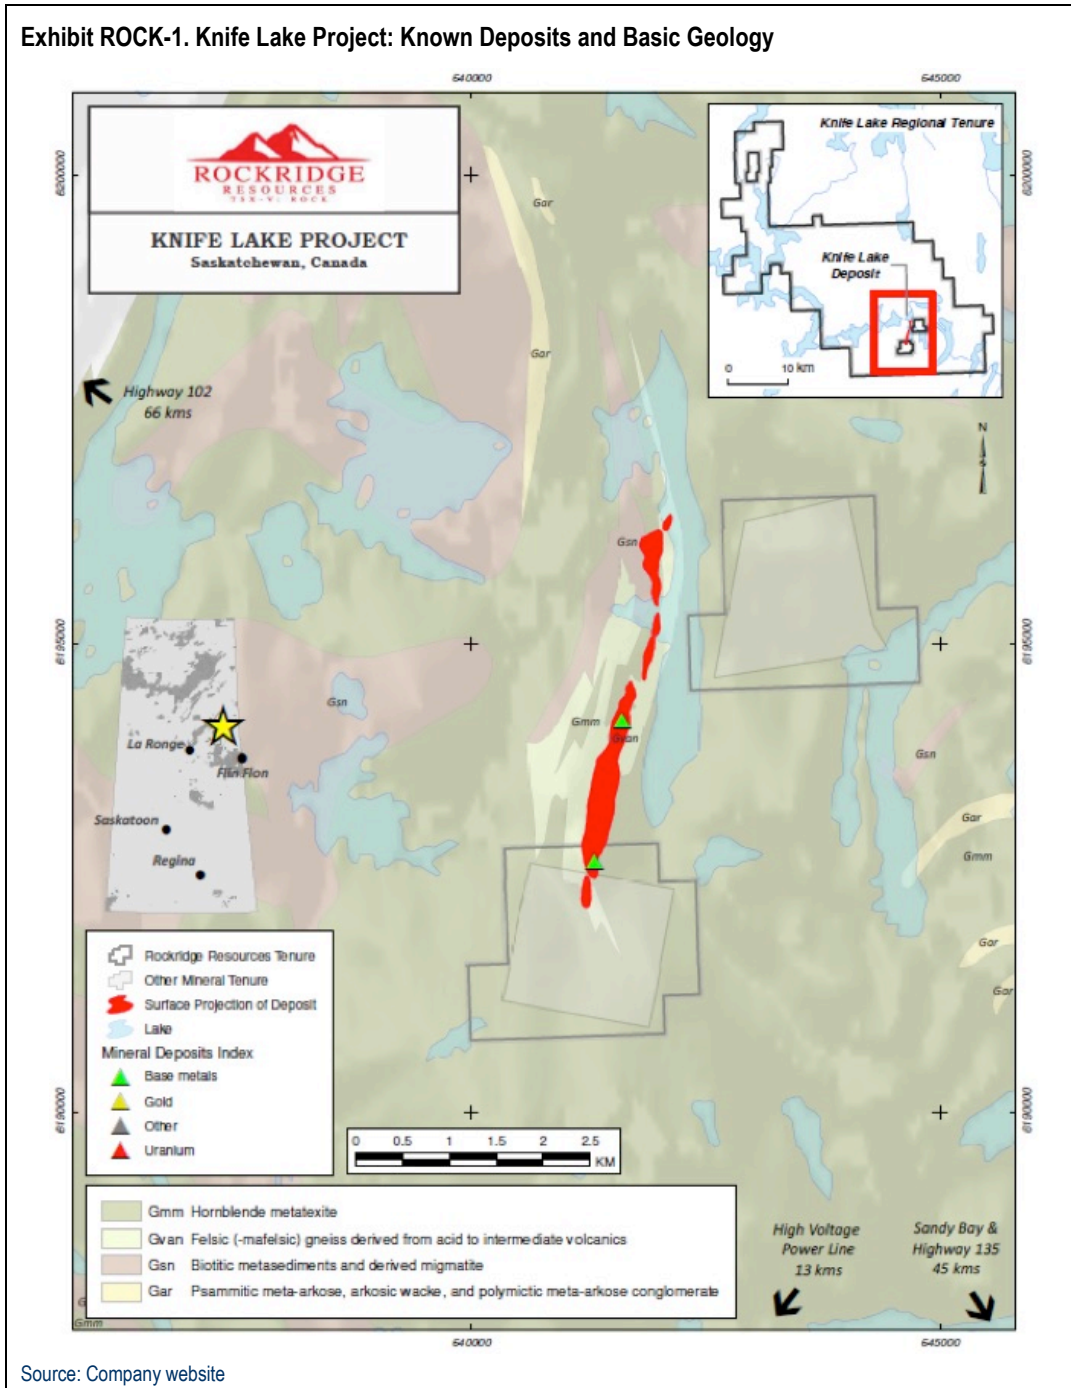 Exhibit ROCK-1. Knife Lake Project: Known Deposits and Basic Geology
640000
645000
6200000
6200000
ROCKRIDGE
RESOURCES
TSX-V: ROCK
KNIFE LAKE PROJECT
Saskatchewan, Canada
Knife Lake Regional Tenure
Knife Lake
Deposit
0
10 km
Gar
Gar
Highway 102
66 kms
N
Gsn
6195000
6195000
Gsn
Gmm
Gvan
Gsn
La Ronge
Flin Flon
Saskatoon
Regina
Gar
Gmm
Gar
Gar
Rockridge Resources Tenure
Other Mineral Tenure
Surface Projection of Deposit
Lake
Mineral Deposits Index
Base metals
Gold
Other
Uranium
6190000
6190000
0 0.5 1 1.5 2 2.5
KM
Gmm Hornblende metatexite
Gvan Felsic (-mafelsic) gneiss derived from acid to intermediate volcanics
Gsn Biotitic metasediments and derived migmatite
Gar Psammitic meta-arkose, arkosic wacke, and polymictic meta-arkose conglomerate
High Voltage
Power Line
13 kms
Sandy Bay &
Highway 135
45 kms
Gmm
640000
645000
Source: Company website